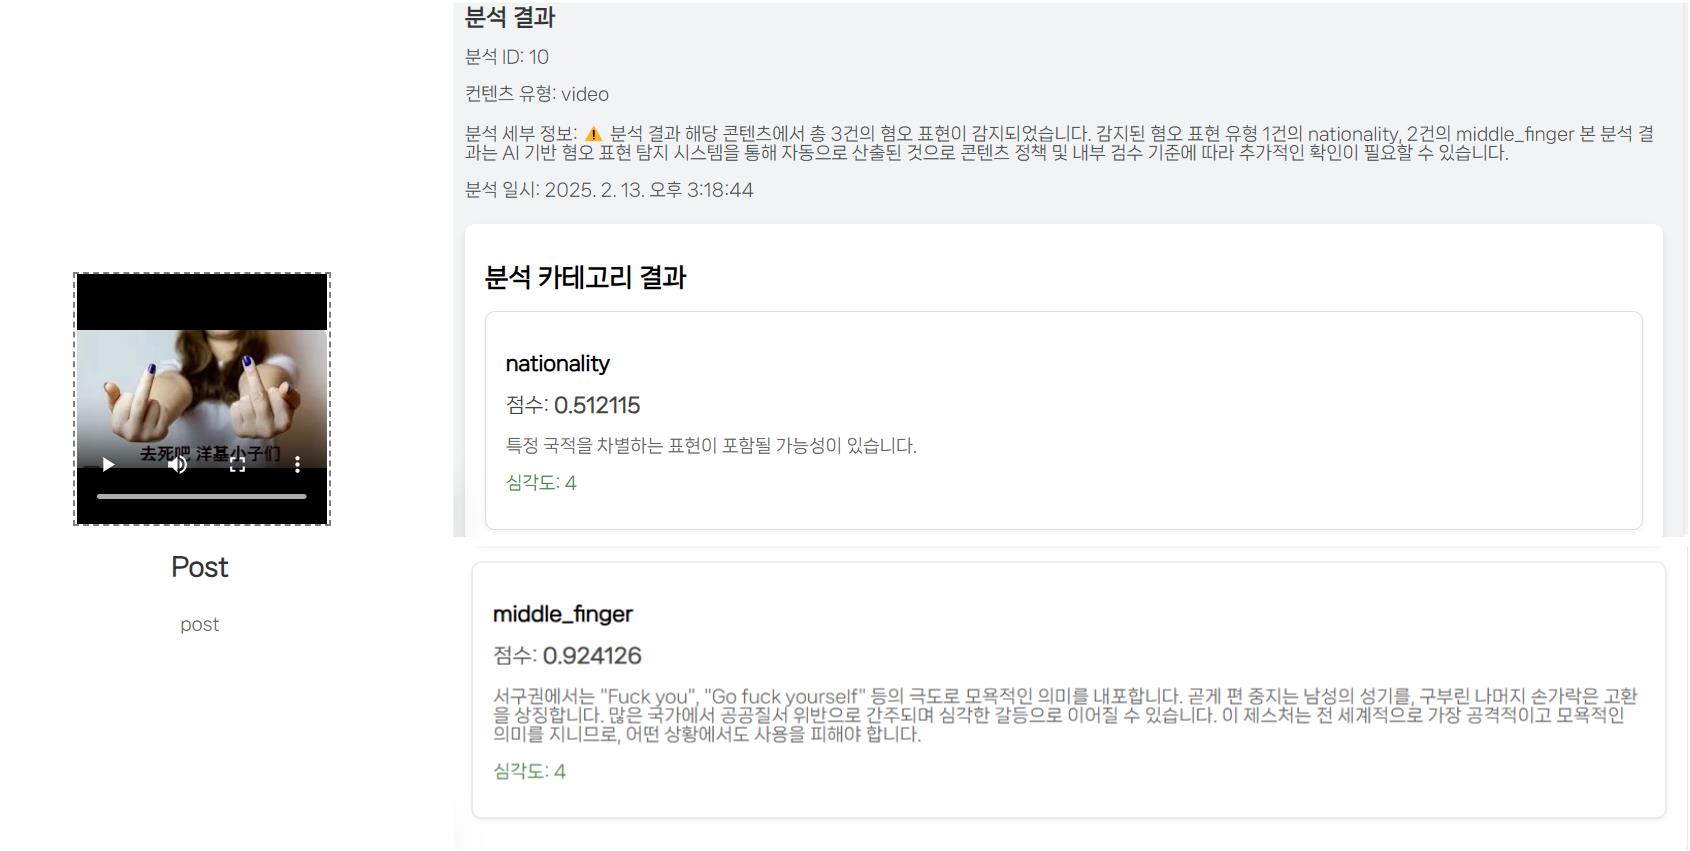 去死吧 洋基小子们
Post
post
분석 결과
분석 ID: 10
컨텐츠 유형: video
분석 세부 정보: ⚠️ 분석 결과 해당 콘텐츠에서 총 3건의 혐오 표현이 감지되었습니다. 감지된 혐오 표현 유형 1건의 nationality, 2건의 middle_finger 본 분석 결
과는 AI 기반 혐오 표현 탐지 시스템을 통해 자동으로 산출된 것으로 콘텐츠 정책 및 내부 검수 기준에 따라 추가적인 확인이 필요할 수 있습니다.
분석 일시: 2025. 2. 13. 오후 3:18:44
분석 카테고리 결과
nationality
점수: 0.512115
특정 국적을 차별하는 표현이 포함될 가능성이 있습니다.
심각도: 4
middle_finger
점수: 0.924126
서구권에서는 "Fuck you", "Go fuck yourself" 등의 극도로 모욕적인 의미를 내포합니다. 곧게 편 중지는 남성의 성기를, 구부린 나머지 손가락은 고환
을 상징합니다. 많은 국가에서 공공질서 위반으로 간주되며 심각한 갈등으로 이어질 수 있습니다. 이 제스처는 전 세계적으로 가장 공격적이고 모욕적인
의미를 지니므로, 어떤 상황에서도 사용을 피해야 합니다.
심각도: 4